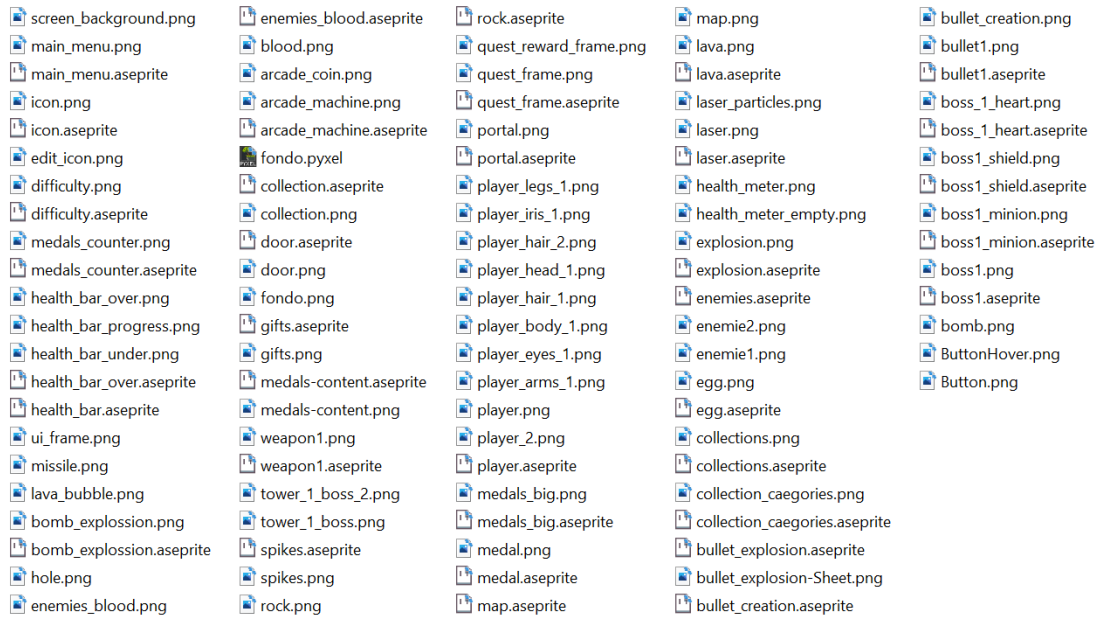 screen_background.png
main_menu.png
main_menu.aseprite
icon.png
icon.aseprite
edit_icon.png
difficulty.png
difficulty.aseprite
medals_counter.png
medals_counter.aseprite
health_bar_over.png
health_bar_progress.png
health_bar_under.png
health_bar_over.aseprite
health_bar.aseprite
ui_frame.png
missile.png
lava_bubble.png
bomb_explossion.png
bomb_explossion.aseprite
hole.png
enemies_blood.png
enemies_blood.aseprite
blood.png
arcade_coin.png
arcade_machine.png
arcade_machine.aseprite
fondo.pyxel
collection.aseprite
collection.png
door.aseprite
door.png
fondo.png
gifts.aseprite
gifts.png
medals-content.aseprite
medals-content.png
weapon1.png
weapon1.aseprite
tower_1_boss_2.png
tower_1_boss.png
spikes.aseprite
spikes.png
rock.png
rock.aseprite
quest_reward_frame.png
quest_frame.png
quest_frame.aseprite
portal.png
portal.aseprite
player_legs_1.png
player_iris_1.png
player_hair_2.png
player_head_1.png
player_hair_1.png
player_body_1.png
player_eyes_1.png
player_arms_1.png
player.png
player_2.png
player.aseprite
medals_big.png
medals_big.aseprite
medal.png
medal.aseprite
map.aseprite
map.png
lava.png
lava.aseprite
laser_particles.png
laser.png
laser.aseprite
health_meter.png
health_meter_empty.png
explosion.png
explosion.aseprite
enemies.aseprite
enemie2.png
enemie1.png
egg.png
egg.aseprite
collections.png
collections.aseprite
collection_caegories.png
collection_caegories.aseprite
bullet_explosion.aseprite
bullet_explosion-Sheet.png
bullet_creation.aseprite
bullet_creation.png
bullet1.png
bullet1.aseprite
boss_1_heart.png
boss_1_heart.aseprite
boss1_shield.png
boss1_shield.aseprite
boss1_minion.png
boss1_minion.aseprite
boss1.png
boss1.aseprite
bomb.png
ButtonHover.png
Button.png